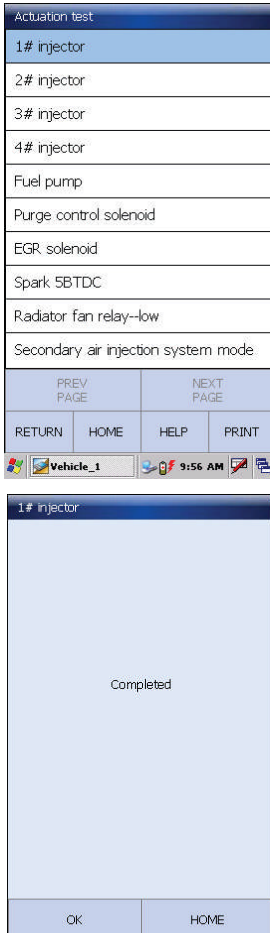 Actuation test
1# injector
2# injector
3# injector
4# injector
Fuel pump
Purge control solenoid
EGR solenoid
Spark 5BTDC
Radiator fan relay--low
Secondary air injection system mode
PREV
PAGE
NEXT
PAGE
RETURN HOME HELP PRINT
Vehicle_1 9:56 AM
1# injector
Completed
OK HOME